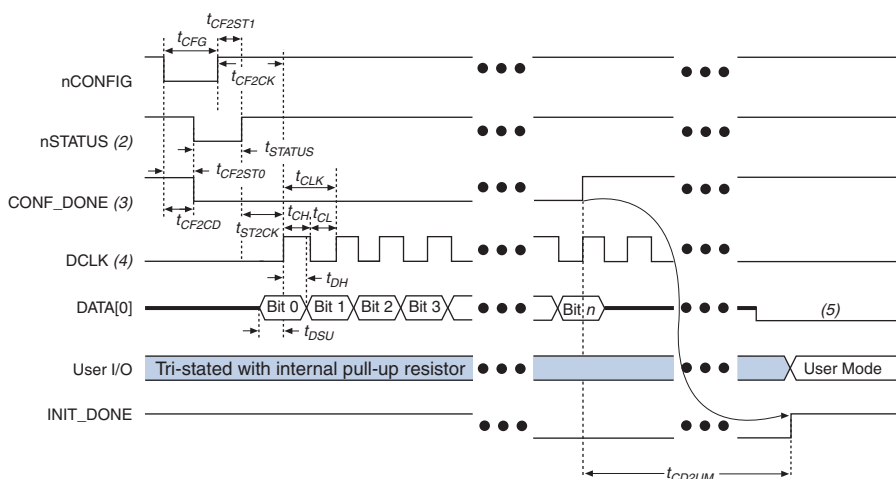 tCF2ST1
tCFG
nCONFIG
tCF2CK
nSTATUS (2)
tSTATUS
tCF2ST0
tCLK
CONF_DONE (3)
tCF2CD
tST2CK
tCH
tCL
DCLK (4)
tDH
DATA[0]
Bit 0
Bit 1
Bit 2
Bit 3
Bit n
(5)
tDSU
User I/O
Tri-stated with internal pull-up resistor
User Mode
INIT_DONE
tCD2UM